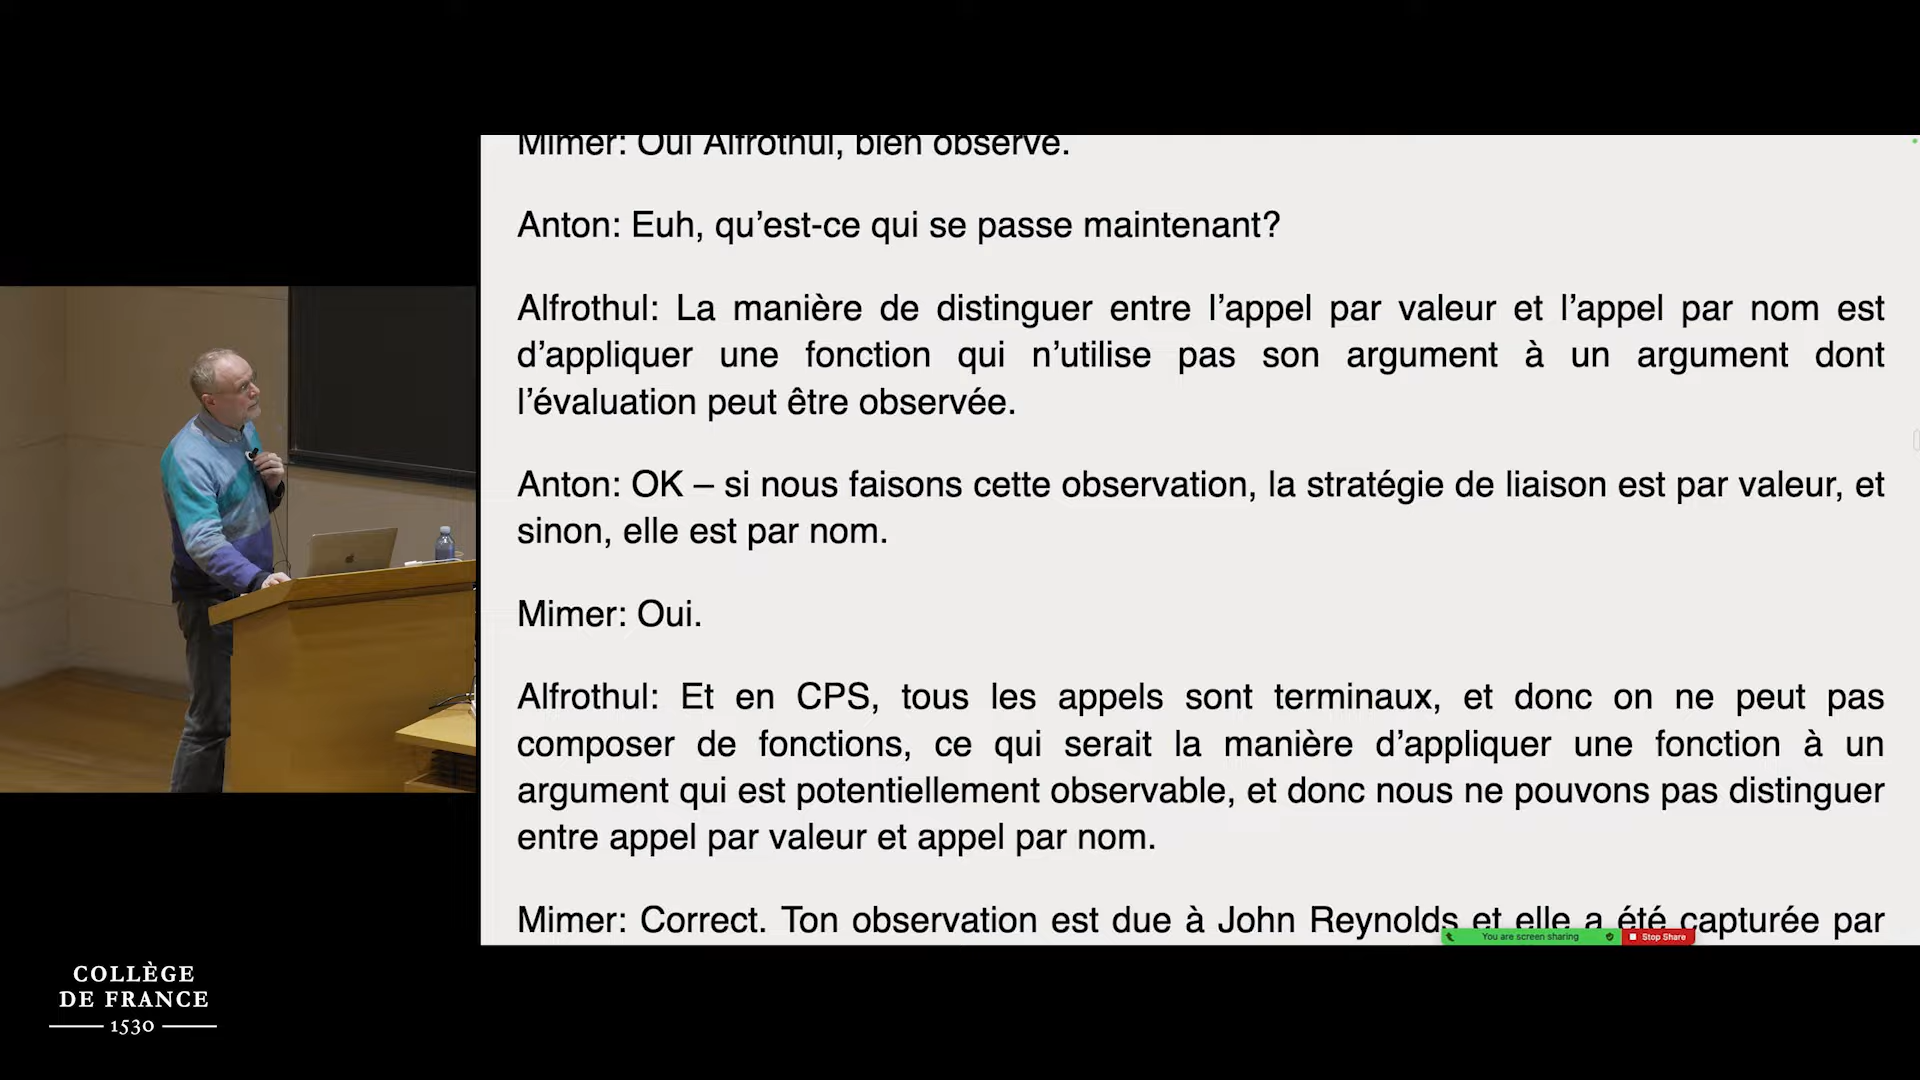 Mimer: Oui Alfrothul, bien observé.
Anton: Euh, qu’est-ce qui se passe maintenant?
Alfrothul: La manière de distinguer entre l’appel par valeur et l’appel par nom est
d’appliquer une fonction qui n’utilise pas son argument à un argument dont
l’évaluation peut être observée.
Anton: OK – si nous faisons cette observation, la stratégie de liaison est par valeur, et
sinon, elle est par nom.
Mimer: Oui.
Alfrothul: Et en CPS, tous les appels sont terminaux, et donc on ne peut pas
composer de fonctions, ce qui serait la manière d’appliquer une fonction à un
argument qui est potentiellement observable, et donc nous ne pouvons pas distinguer
entre appel par valeur et appel par nom.
Mimer: Correct. Ton observation est due à John Reynolds et elle a été capturée par
You are screen sharing
Stop Share
COLLÈGE
DE FRANCE
1530